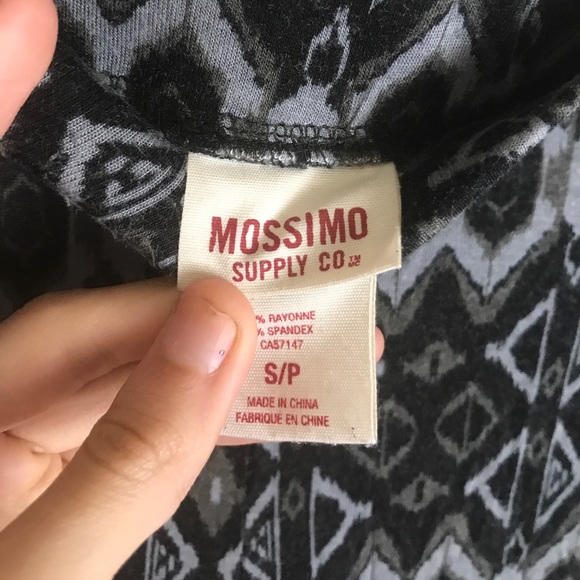 MOSSIMO
SUPPLY CO ™ MC
% RAYONNE
% SPANDEX
CA57147
S/P
MADE IN CHINA
FABRIQUE EN CHINE